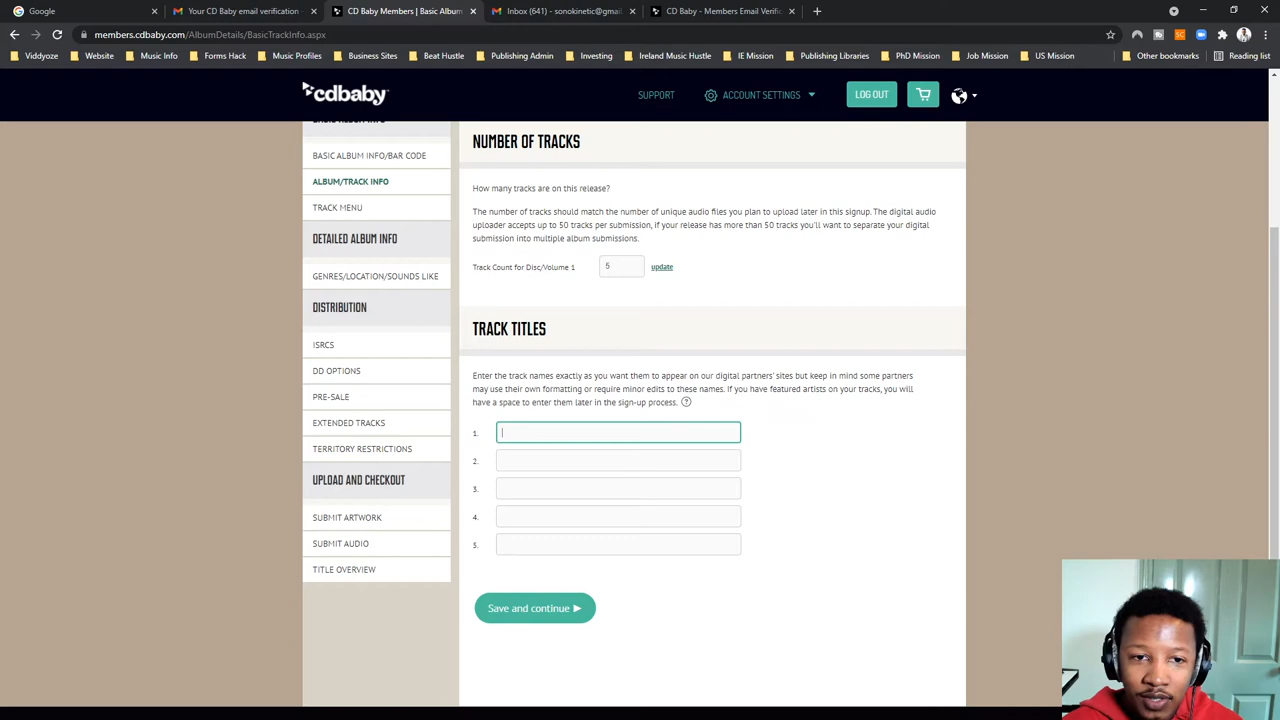 Google
Your CD Baby email verification
CD Baby Members | Basic Album
Inbox (641) - sonokinetic@gmail
CD Baby - Members Email Verific
members.cdbaby.com/AlbumDetails/BasicTrackInfo.aspx
Viddyoze
Website
Music Info
Forms Hack
Business Sites
Beat Hustle
Publishing Admin
Investing
Ireland Music Hustle
IE Mission
Publishing Libraries
PhD Mission
Job Mission
US Mission
Other bookmarks
Reading list
cdbaby
SUPPORT
ACCOUNT SETTINGS
LOG OUT
BASIC ALBUM INFO
BASIC ALBUM INFO/BAR CODE
ALBUM/TRACK INFO
TRACK MENU
DETAILED ALBUM INFO
GENRES/LOCATION/SOUNDS LIKE
DISTRIBUTION
ISRCS
DD OPTIONS
PRE-SALE
EXTENDED TRACKS
TERRITORY RESTRICTIONS
UPLOAD AND CHECKOUT
SUBMIT ARTWORK
SUBMIT AUDIO
TITLE OVERVIEW
NUMBER OF TRACKS
How many tracks are on this release?
The number of tracks should match the number of unique audio files you plan to upload later in this signup. The digital audio
uploader accepts up to 50 tracks per submission, if your release has more than 50 tracks you'll want to separate your digital
submission into multiple album submissions.
Track Count for Disc/Volume 1
5
update
TRACK TITLES
Enter the track names exactly as you want them to appear on our digital partners' sites but keep in mind some partners
may use their own formatting or require minor edits to these names. If you have featured artists on your tracks, you will
have a space to enter them later in the sign-up process. ?
1.
2.
3.
4.
5.
Save and continue